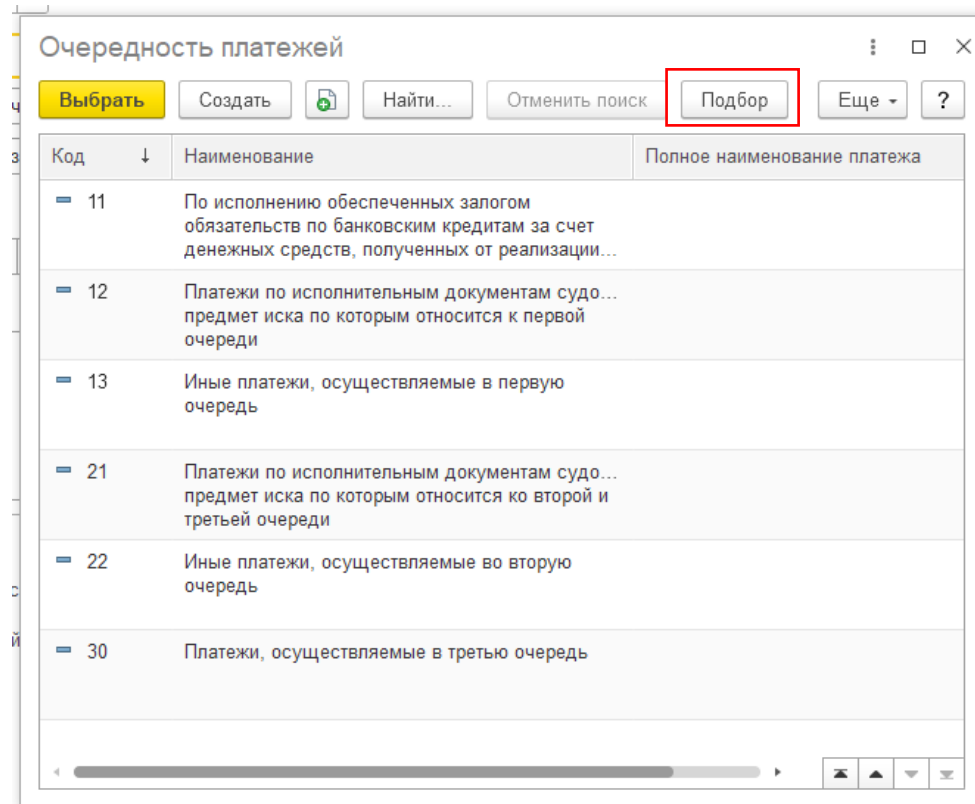 Очередность платежей
Выбрать Создать Найти... Отменить поиск Подбор Еще ?
Код ↓ Наименование Полное наименование платежа
11 По исполнению обеспеченных залогом
обязательств по банковским кредитам за счет
денежных средств, полученных от реализации...
12 Платежи по исполнительным документам судо...
предмет иска по которым относится к первой
очереди
13 Иные платежи, осуществляемые в первую
очередь
21 Платежи по исполнительным документам судо...
предмет иска по которым относится ко второй и
третьей очереди
22 Иные платежи, осуществляемые во вторую
очередь
30 Платежи, осуществляемые в третью очередь